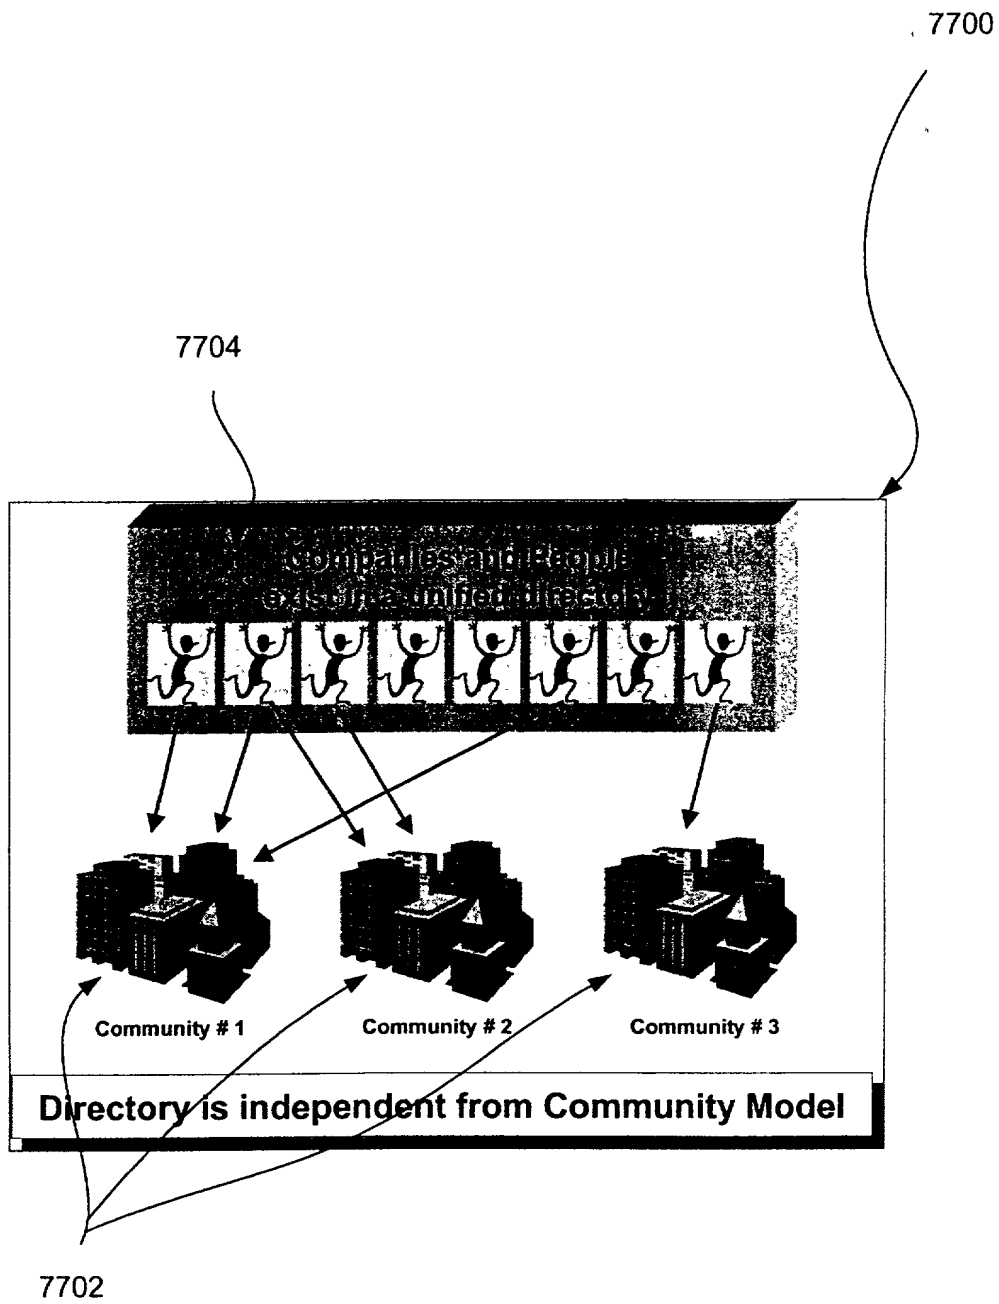 7700
7704
Companies and People
exist in a unified directory
Community # 1
Community # 2
Community # 3
Directory is independent from Community Model
7702